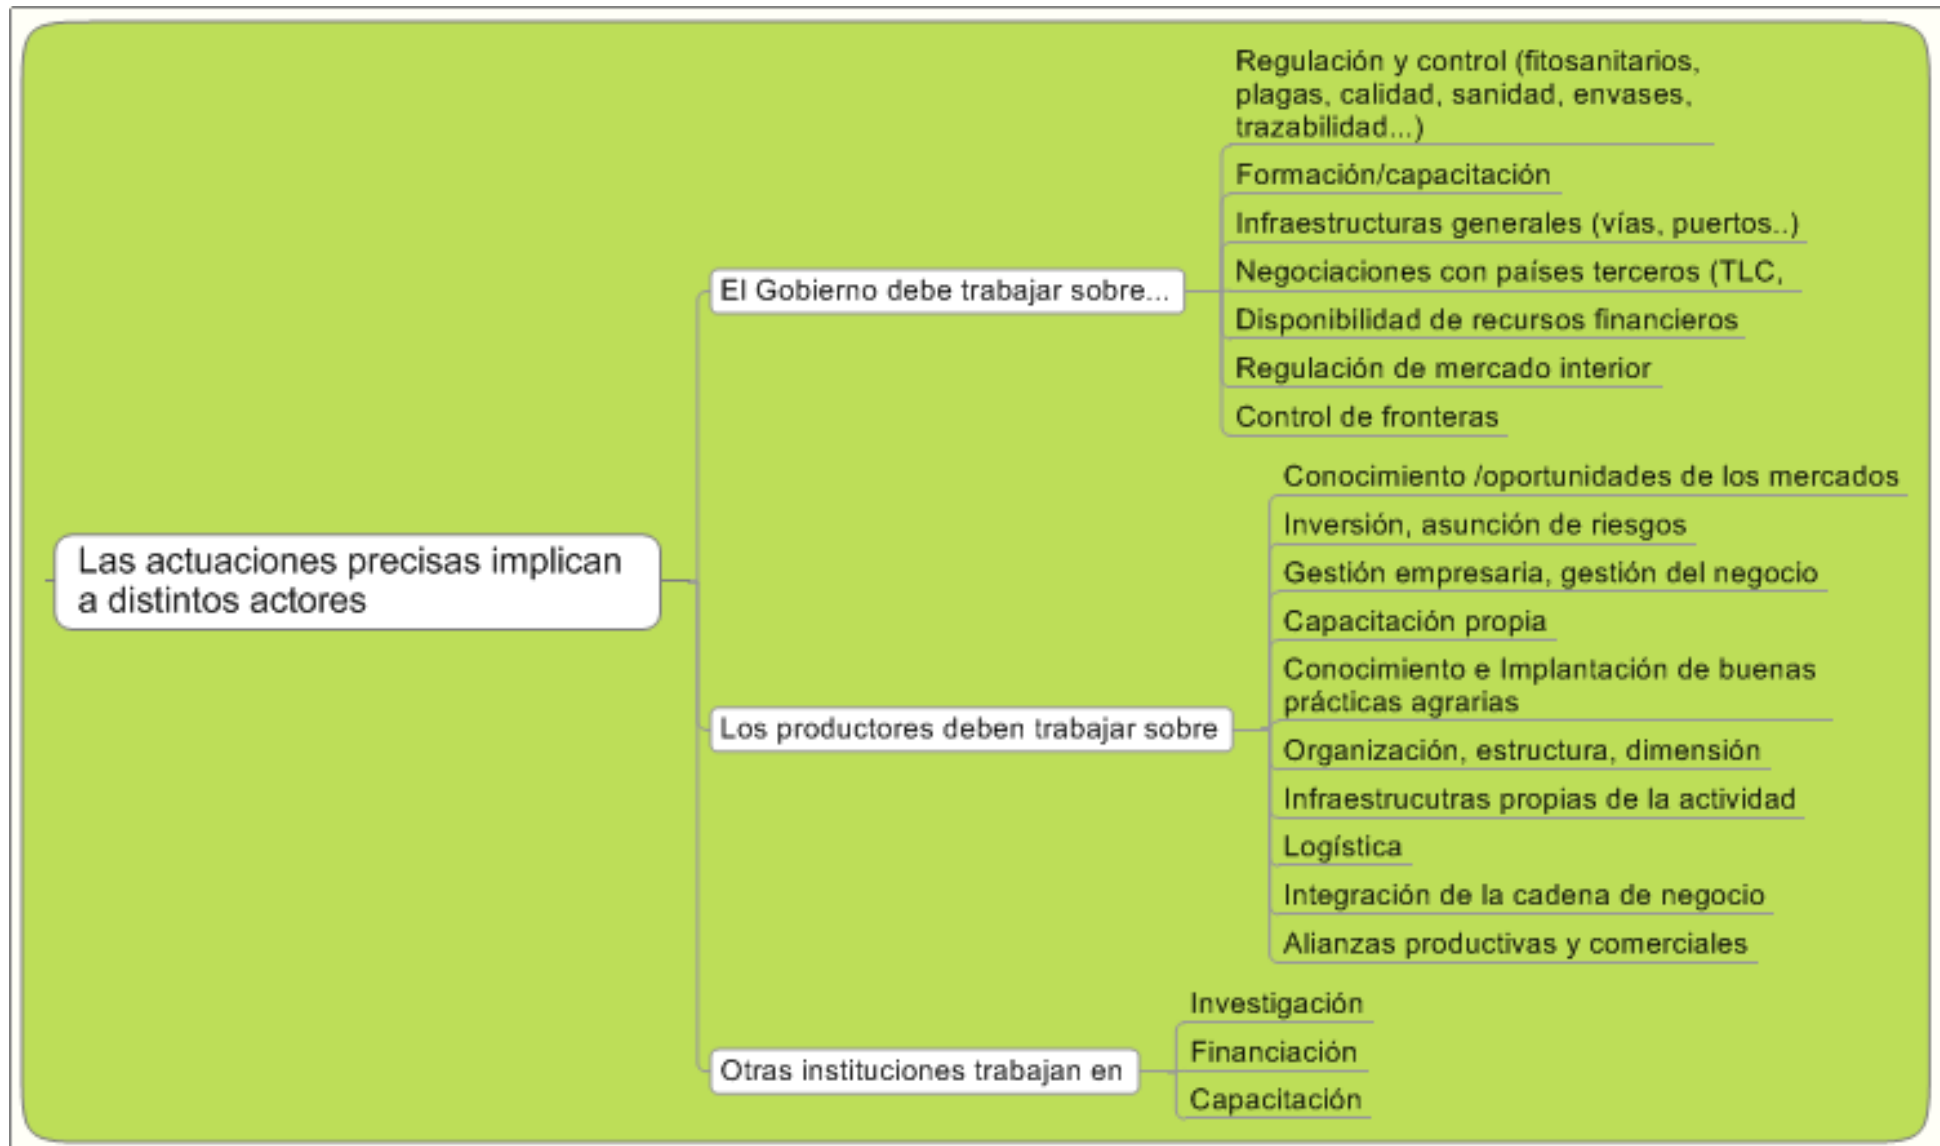 Las actuaciones precisas implican
a distintos actores
El Gobierno debe trabajar sobre...
Regulación y control (fitosanitarios,
plagas, calidad, sanidad, envases,
trazabilidad...)
Formación/capacitación
Infraestructuras generales (vías, puertos..)
Negociaciones con países terceros (TLC,
Disponibilidad de recursos financieros
Regulación de mercado interior
Control de fronteras
Los productores deben trabajar sobre
Conocimiento /oportunidades de los mercados
Inversión, asunción de riesgos
Gestión empresaria, gestión del negocio
Capacitación propia
Conocimiento e Implantación de buenas
prácticas agrarias
Organización, estructura, dimensión
Infraestrucutras propias de la actividad
Logística
Integración de la cadena de negocio
Alianzas productivas y comerciales
Otras instituciones trabajan en
Investigación
Financiación
Capacitación